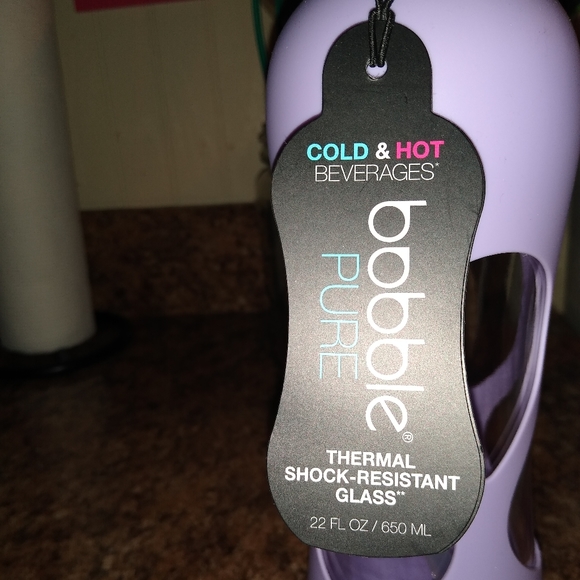 COLD & HOT
BEVERAGES*
bobble®
PURE
THERMAL
SHOCK-RESISTANT
GLASS**
22 FL OZ / 650 ML